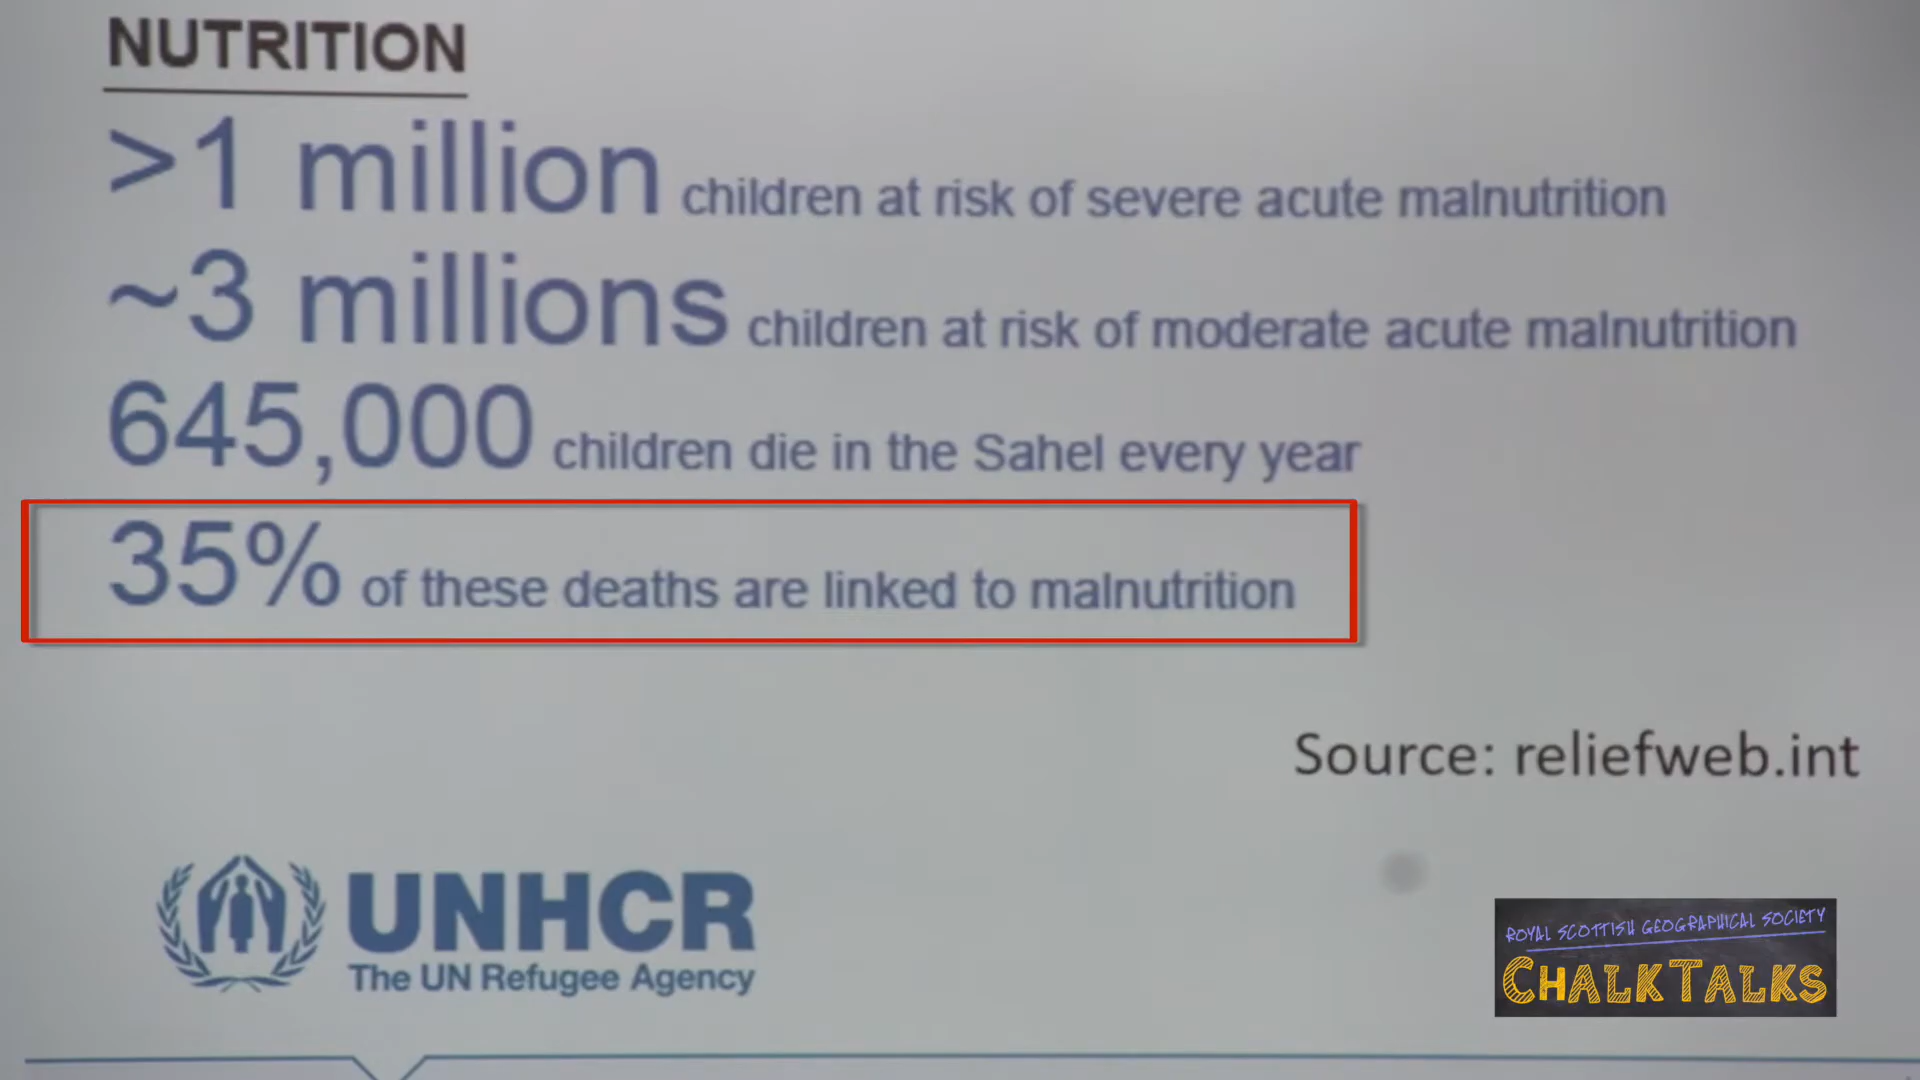 NUTRITION
>1 million children at risk of severe acute malnutrition
~3 millions children at risk of moderate acute malnutrition
645,000 children die in the Sahel every year
35% of these deaths are linked to malnutrition
Source: reliefweb.int
UNHCR
The UN Refugee Agency
ROYAL SCOTTISH GEOGRAPHICAL SOCIETY
CHALKTALKS